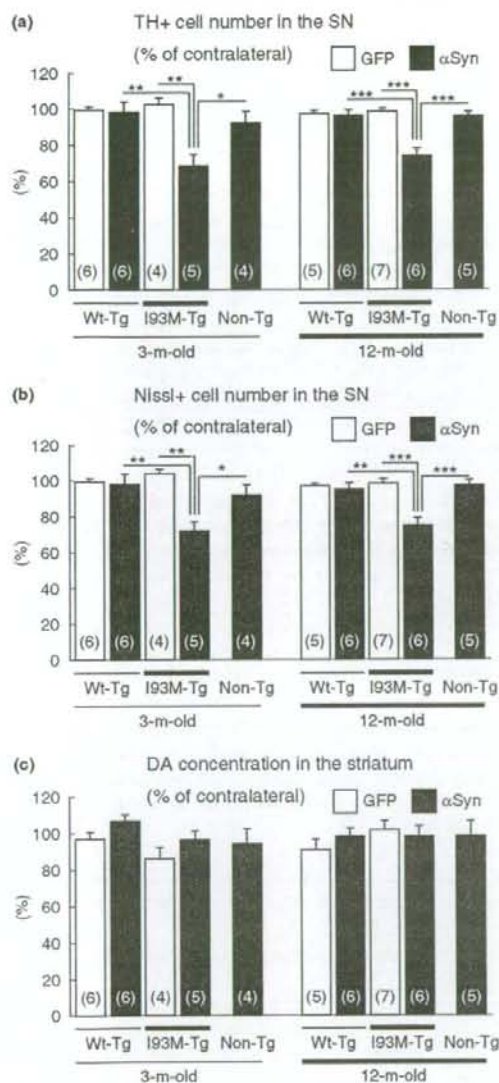 (a) TH+ cell number in the SN
(% of contralateral) GFP αSyn
120
100
80
60
40
20
0
(%)
** ** * *** *** ***
(6) (6) (4) (5) (4) (5) (6) (7) (6) (5)
Wt-Tg I93M-Tg Non-Tg Wt-Tg I93M-Tg Non-Tg
3-m-old 12-m-old
(b) Nissl+ cell number in the SN
(% of contralateral) GFP αSyn
120
100
80
60
40
20
0
(%)
** ** * ** *** ***
(6) (6) (4) (5) (4) (5) (6) (7) (6) (5)
Wt-Tg I93M-Tg Non-Tg Wt-Tg I93M-Tg Non-Tg
3-m-old 12-m-old
(c) DA concentration in the striatum
(% of contralateral) GFP αSyn
120
100
80
60
40
20
0
(%)
(6) (6) (4) (5) (4) (5) (6) (7) (6) (5)
Wt-Tg I93M-Tg Non-Tg Wt-Tg I93M-Tg Non-Tg
3-m-old 12-m-old